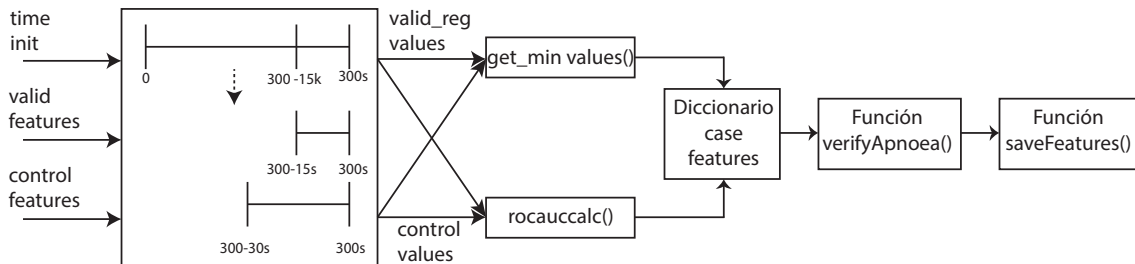 time
init
valid
features
control
features
0
300 -15k
300s
300-15s
300s
300-30s
300s
valid_reg
values
control
values
get_min values()
rocauccalc()
Diccionario
case
features
Función
verifyApnoea()
Función
saveFeatures()